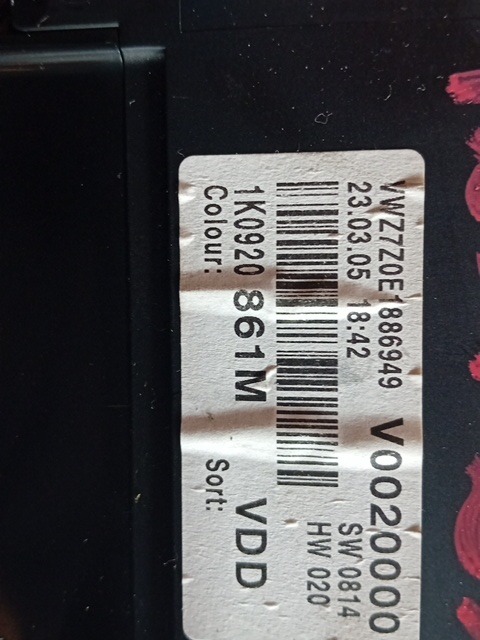 VWZ7Z0E1886949 V0020000
23.03.05 18:42 SW 0814
HW 020
1K0920 861M VDD
Colour: Sort: